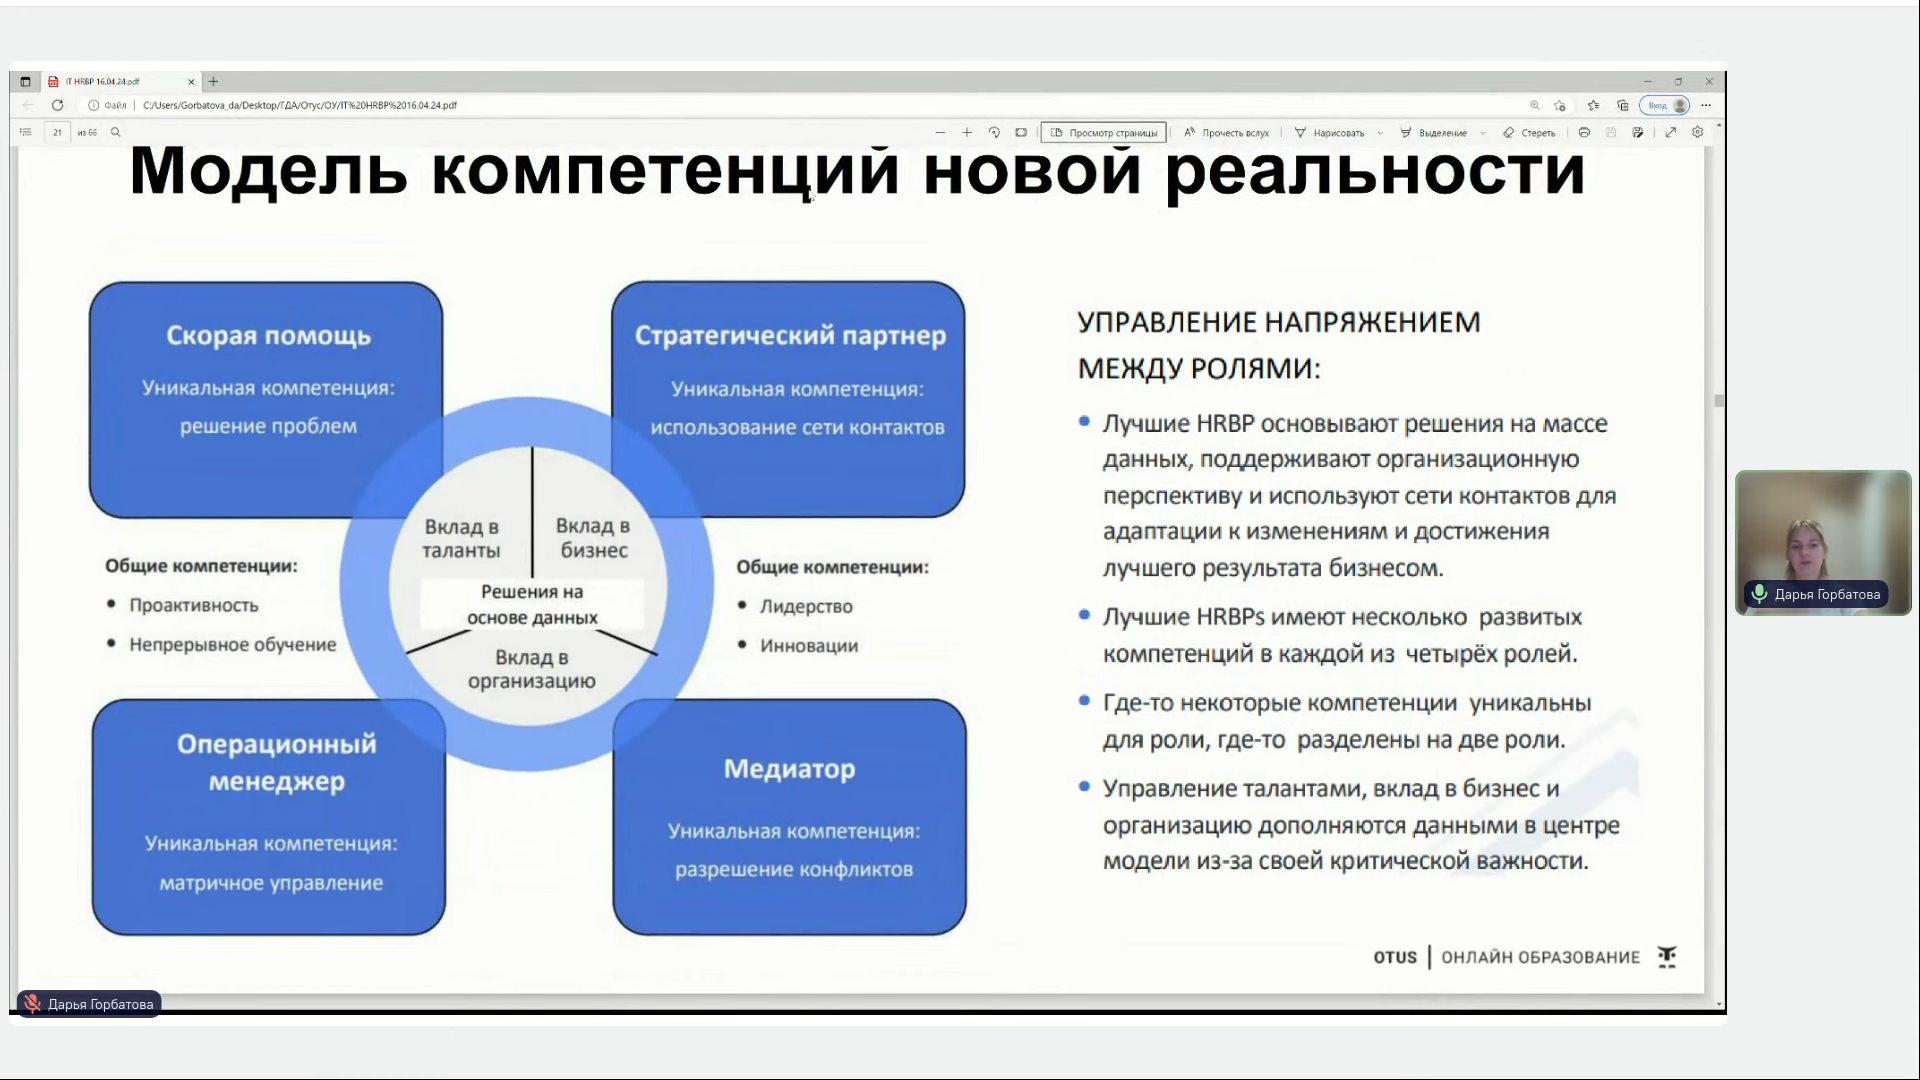 IT HRBP 16.04.24.pdf
Файл
C:/Users/Gorbatova_da/Desktop/ГДА/Отус/ОУ/IT%20HRBP%2016.04.24.pdf
Вход
21 из 66
Просмотр страницы
Прочесть вслух
Нарисовать
Выделение
Стереть
Модель компетенций новой реальности
Скорая помощь
Уникальная компетенция:
решение проблем
Стратегический партнер
Уникальная компетенция:
использование сети контактов
Вклад в
таланты
Вклад в
бизнес
Решения на
основе данных
Вклад в
организацию
Общие компетенции:
• Проактивность
• Непрерывное обучение
Общие компетенции:
• Лидерство
• Инновации
Операционный
менеджер
Уникальная компетенция:
матричное управление
Медиатор
Уникальная компетенция:
разрешение конфликтов
УПРАВЛЕНИЕ НАПРЯЖЕНИЕМ
МЕЖДУ РОЛЯМИ:
• Лучшие HRBP основывают решения на массе
данных, поддерживают организационную
перспективу и используют сети контактов для
адаптации к изменениям и достижения
лучшего результата бизнесом.
• Лучшие HRBPs имеют несколько развитых
компетенций в каждой из четырёх ролей.
• Где-то некоторые компетенции уникальны
для роли, где-то разделены на две роли.
• Управление талантами, вклад в бизнес и
организацию дополняются данными в центре
модели из-за своей критической важности.
OTUS | ОНЛАЙН ОБРАЗОВАНИЕ
Дарья Горбатова
Дарья Горбатова